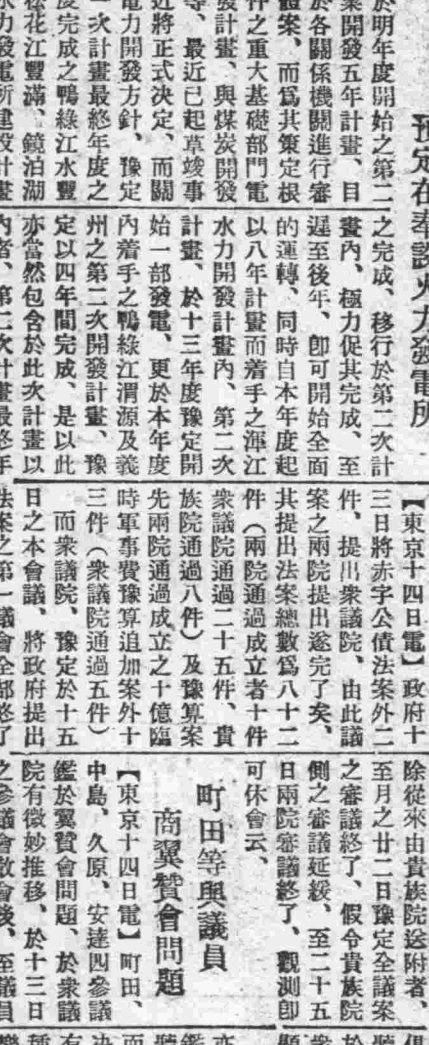 預定在奉設火力發電所
於明年度開始之第二
業開發五年計畫、目
於各關係機關進行審
體案、而爲其策定根
件之重大基礎部門電
發計畫、與煤炭開發
等、最近已起草竣事
近將正式決定、而關
電力開發方針、豫定
一次計畫最終年度之
度完成之鴨綠江水豐
松花江豐滿、鏡泊湖
水力發電所建設計畫
之完成、移行於第二次計
畫內、極力促其完成、至
遲至後年、卽可開始全面
的運轉、同時自本年度起
以八年計畫而着手之渾江
水力開發計畫內、第二次
計畫、於十三年度豫定開
始一部發電、更於本年度
內着手之鴨綠江渭源及義
州之第二次開發計畫、豫
定以四年間完成、是以此
亦當然包含於此次計畫以
內者、第二次計畫最終年
【東京十四日電】政府十
三日將赤字公債法案外二
件、提出衆議院、由此議
案之兩院提出遂完了矣、
其提出法案總數爲八十二
件（兩院通過成立者十件
衆議院通過二十五件、貴
族院通過八件）及豫算案
先兩院通過成立之十億臨
時軍事費豫算追加案外十
三件（衆議院通過五件）
而衆議院、豫定於十五
日之本會議、將政府提出
法案之第一議會全部終了
除從來由貴族院送附者、
至月之廿二日豫定全議案
之審議終了、假令貴族院
側之審議延緩、至二十五
日兩院審議終了、觀測卽
可休會云、
町田等與議員
商翼贊會問題
【東京十四日電】町田、
中島、久原、安達四參議
鑑於翼贊會問題、於衆議
院有微妙推移、於十三日
之參議會散會後、至議員